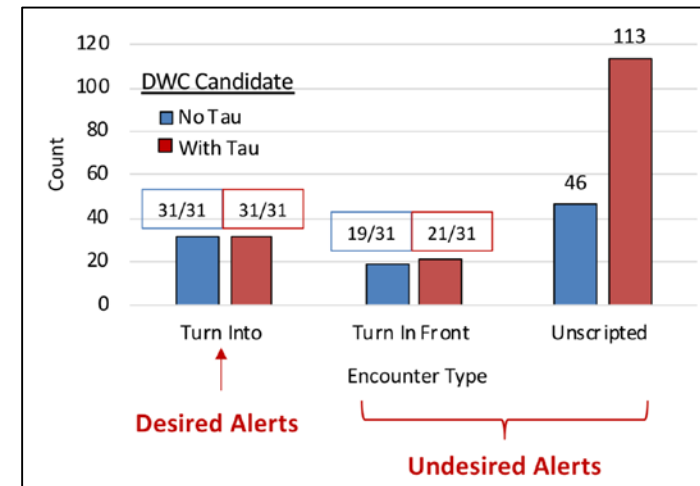 120
100
80
60
40
20
0
Count
DWC Candidate
No Tau
With Tau
31/31 31/31
19/31 21/31
46
113
Turn Into Turn In Front Unscripted
Encounter Type
Desired Alerts
Undesired Alerts